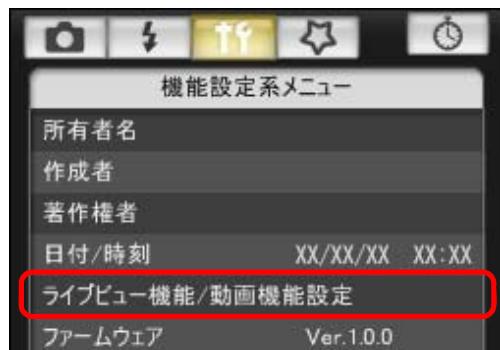 機能設定系メニュー
所有者名
作成者
著作権者
日付/時刻 XX/XX/XX XX:XX
ライブビュー機能/動画機能設定
ファームウェア Ver.1.0.0